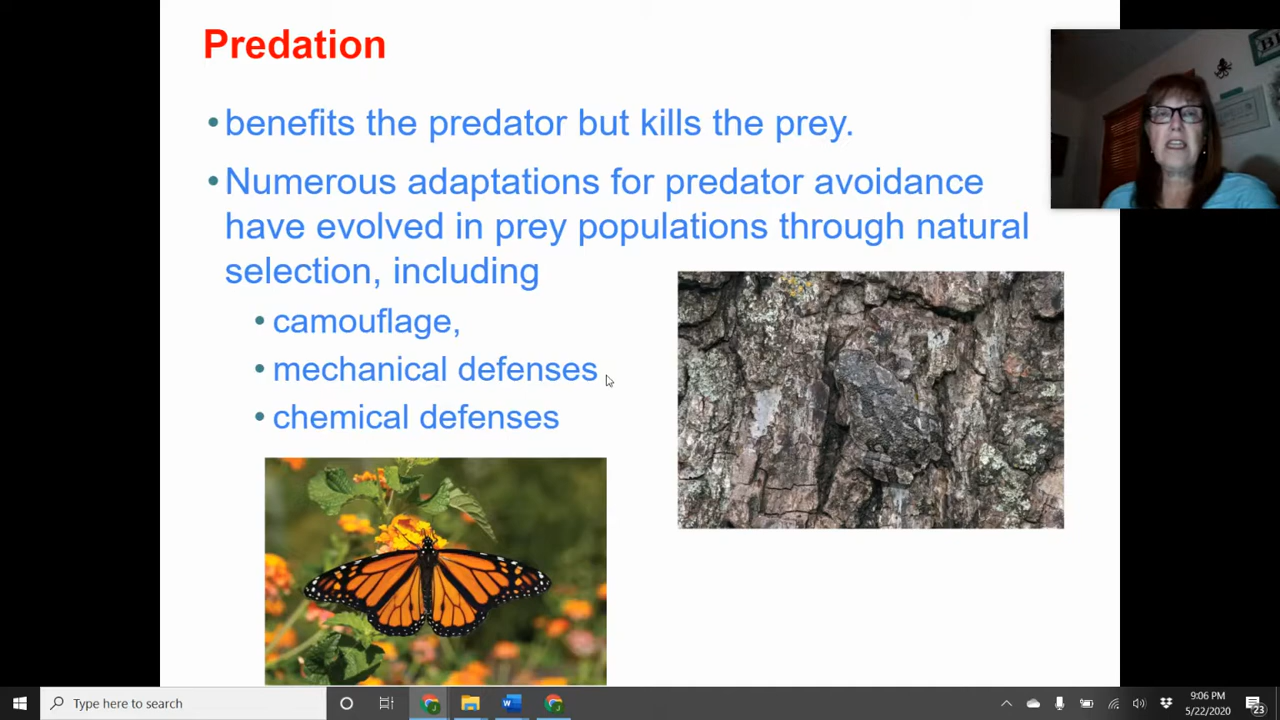 Predation
• benefits the predator but kills the prey.
• Numerous adaptations for predator avoidance
have evolved in prey populations through natural
selection, including
• camouflage,
• mechanical defenses
• chemical defenses
Type here to search
9:06 PM
5/22/2020
23